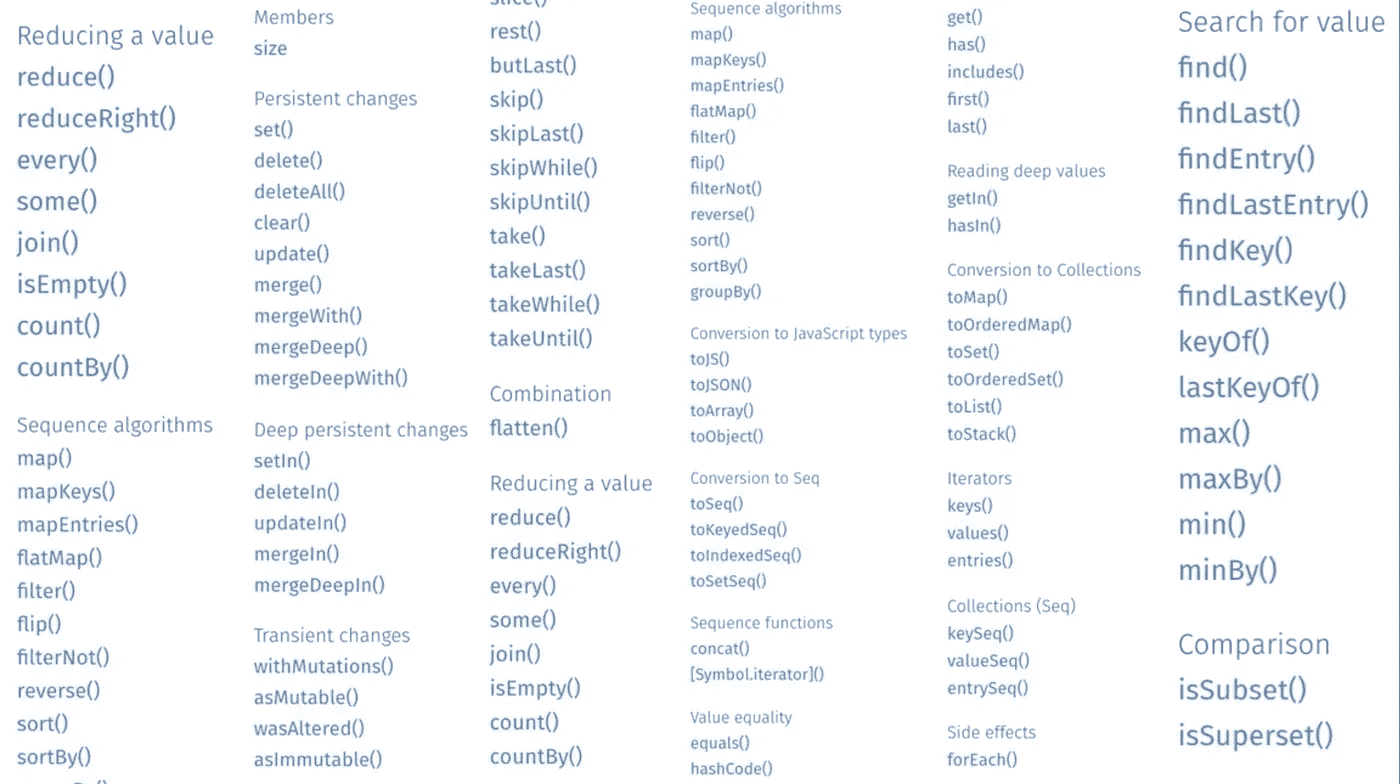 Reducing a value
reduce()
reduceRight()
every()
some()
join()
isEmpty()
count()
countBy()
Sequence algorithms
map()
mapKeys()
mapEntries()
flatMap()
filter()
flip()
filterNot()
reverse()
sort()
sortBy()
Members
size
Persistent changes
set()
delete()
deleteAll()
clear()
update()
merge()
mergeWith()
mergeDeep()
mergeDeepWith()
Deep persistent changes
setIn()
deleteIn()
updateIn()
mergeIn()
mergeDeepIn()
Transient changes
withMutations()
asMutable()
wasAltered()
asImmutable()
rest()
butLast()
skip()
skipLast()
skipWhile()
skipUntil()
take()
takeLast()
takeWhile()
takeUntil()
Combination
flatten()
Reducing a value
reduce()
reduceRight()
every()
some()
join()
isEmpty()
count()
countBy()
Sequence algorithms
map()
mapKeys()
mapEntries()
flatMap()
filter()
flip()
filterNot()
reverse()
sort()
sortBy()
groupBy()
Conversion to JavaScript types
toJS()
toJSON()
toArray()
toObject()
Conversion to Seq
toSeq()
toKeyedSeq()
toIndexedSeq()
toSetSeq()
Sequence functions
concat()
[Symbol.iterator]()
Value equality
equals()
hashCode()
get()
has()
includes()
first()
last()
Reading deep values
getIn()
hasIn()
Conversion to Collections
toMap()
toOrderedMap()
toSet()
toOrderedSet()
toList()
toStack()
Iterators
keys()
values()
entries()
Collections (Seq)
keySeq()
valueSeq()
entrySeq()
Side effects
forEach()
Search for value
find()
findLast()
findEntry()
findLastEntry()
findKey()
findLastKey()
keyOf()
lastKeyOf()
max()
maxBy()
min()
minBy()
Comparison
isSubset()
isSuperset()